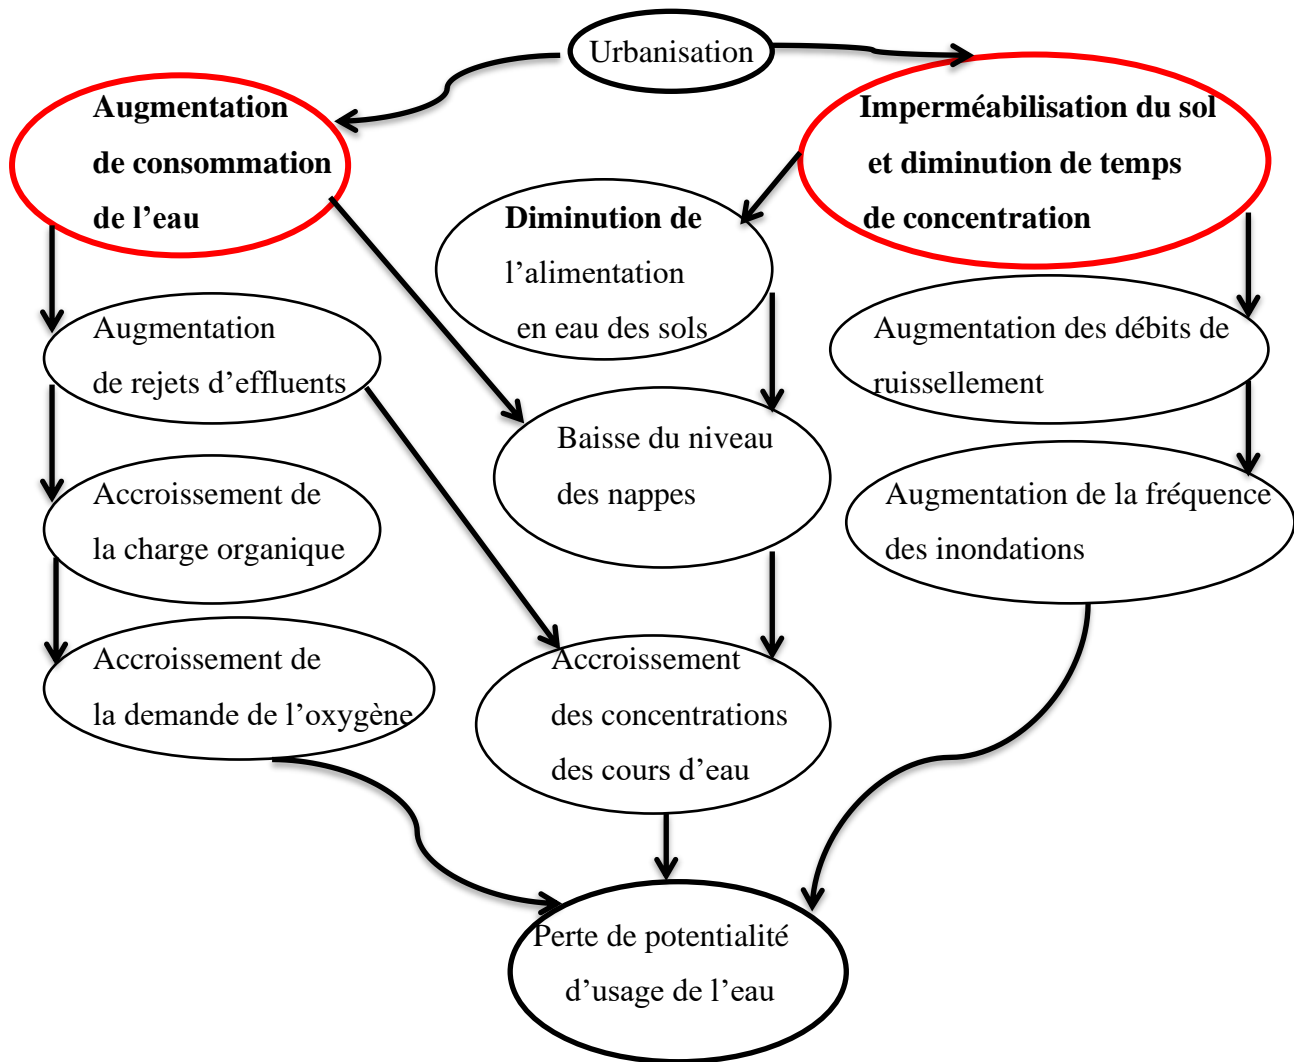 Urbanisation
Augmentation
de consommation
de l’eau
Imperméabilisation du sol
et diminution de temps
de concentration
Diminution de
l’alimentation
en eau des sols
Augmentation
de rejets d’effluents
Augmentation des débits de
ruissellement
Baisse du niveau
des nappes
Accroissement de
la charge organique
Augmentation de la fréquence
des inondations
Accroissement de
la demande de l’oxygène
Accroissement
des concentrations
des cours d’eau
Perte de potentialité
d’usage de l’eau